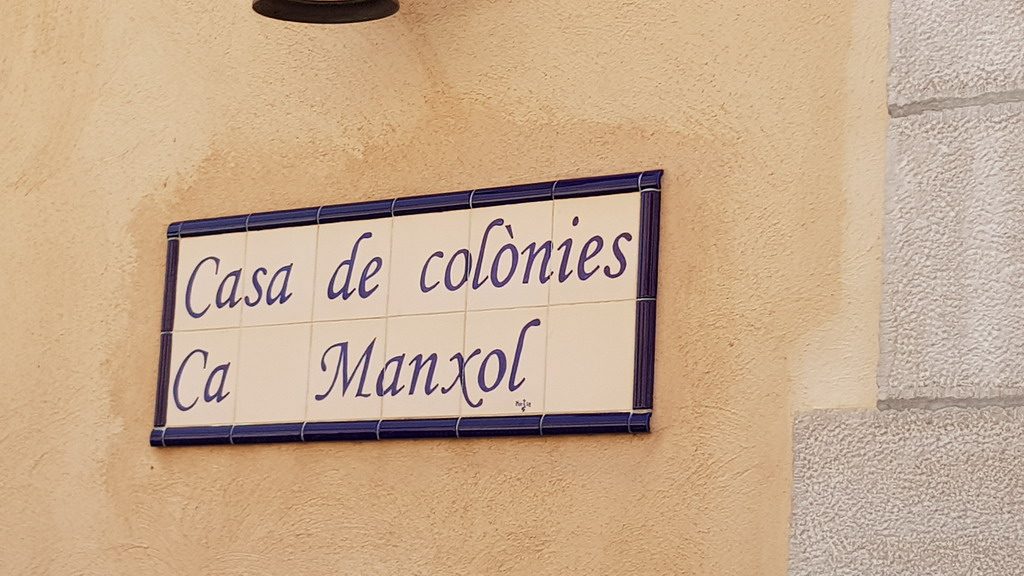 Casa de colònies
Ca Manxol